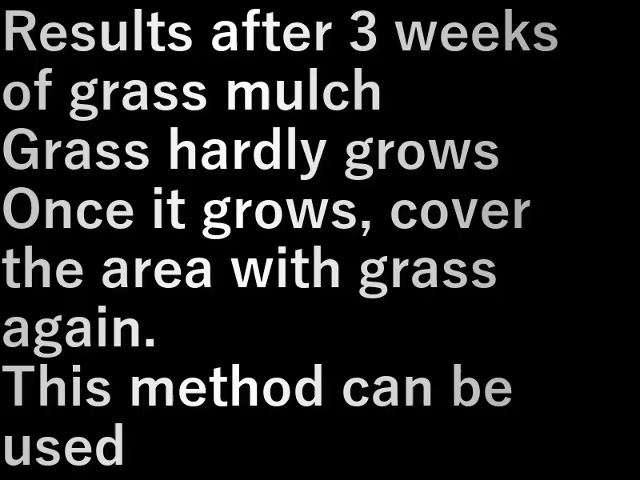 Results after 3 weeks
of grass mulch
Grass hardly grows
Once it grows, cover
the area with grass
again.
This method can be
used